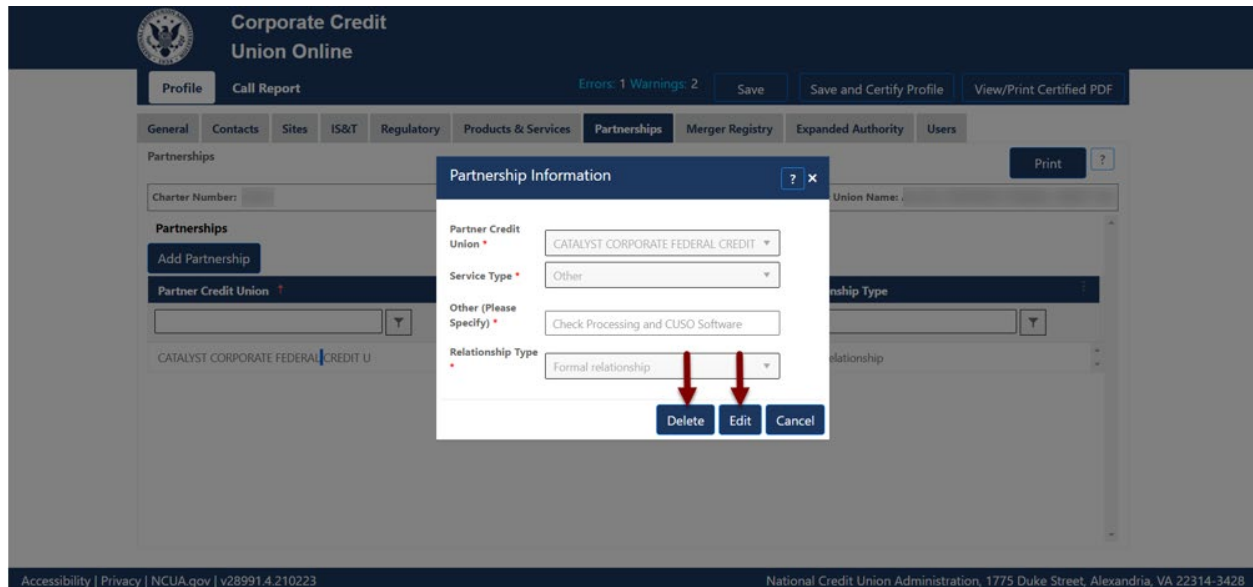 Corporate Credit
Union Online
Profile
Call Report
Errors: 1 Warnings: 2
Save
Save and Certify Profile
View/Print Certified PDF
General
Contacts
Sites
IS&T
Regulatory
Products & Services
Partnerships
Merger Registry
Expanded Authority
Users
Partnerships
Print
?
Charter Number:
Union Name:
Partnerships
Add Partnership
Partner Credit Union ↑
nship Type
CATALYST CORPORATE FEDERAL CREDIT U
elationship
Partnership Information
? ×
Partner Credit
Union *
CATALYST CORPORATE FEDERAL CREDIT
Service Type *
Other
Other (Please
Specify) *
Check Processing and CUSO Software
Relationship Type
*
Formal relationship
Delete
Edit
Cancel
Accessibility | Privacy | NCUA.gov | v28991.4.210223
National Credit Union Administration, 1775 Duke Street, Alexandria, VA 22314-3428